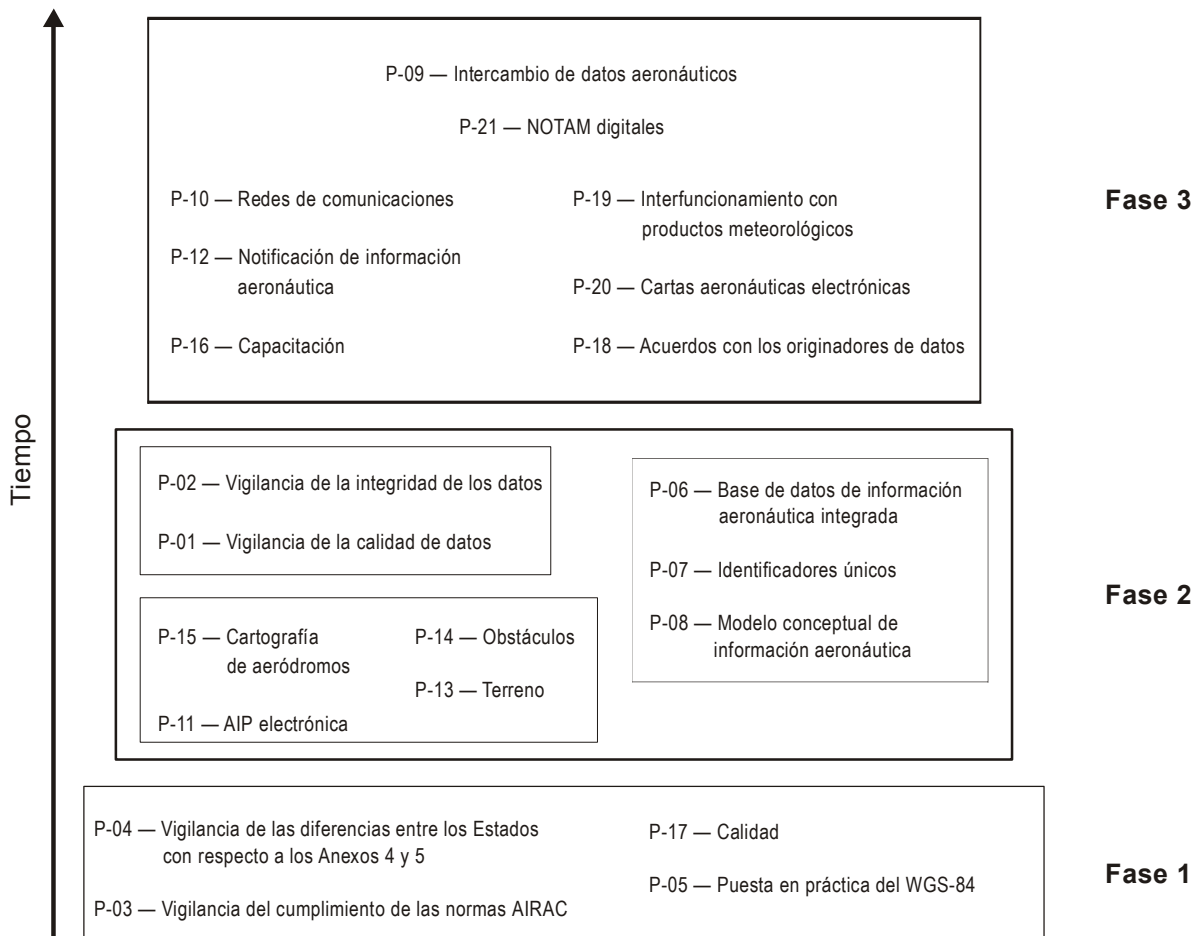 P-09 — Intercambio de datos aeronáuticos
P-21 — NOTAM digitales
P-10 — Redes de comunicaciones
P-12 — Notificación de información
aeronáutica
P-16 — Capacitación
P-19 — Interfuncionamiento con
productos meteorológicos
P-20 — Cartas aeronáuticas electrónicas
P-18 — Acuerdos con los originadores de datos
Fase 3
Tiempo
P-02 — Vigilancia de la integridad de los datos
P-01 — Vigilancia de la calidad de datos
P-15 — Cartografía
de aeródromos
P-11 — AIP electrónica
P-14 — Obstáculos
P-13 — Terreno
P-06 — Base de datos de información
aeronáutica integrada
P-07 — Identificadores únicos
P-08 — Modelo conceptual de
información aeronáutica
Fase 2
P-04 — Vigilancia de las diferencias entre los Estados
con respecto a los Anexos 4 y 5
P-03 — Vigilancia del cumplimiento de las normas AIRAC
P-17 — Calidad
P-05 — Puesta en práctica del WGS-84
Fase 1